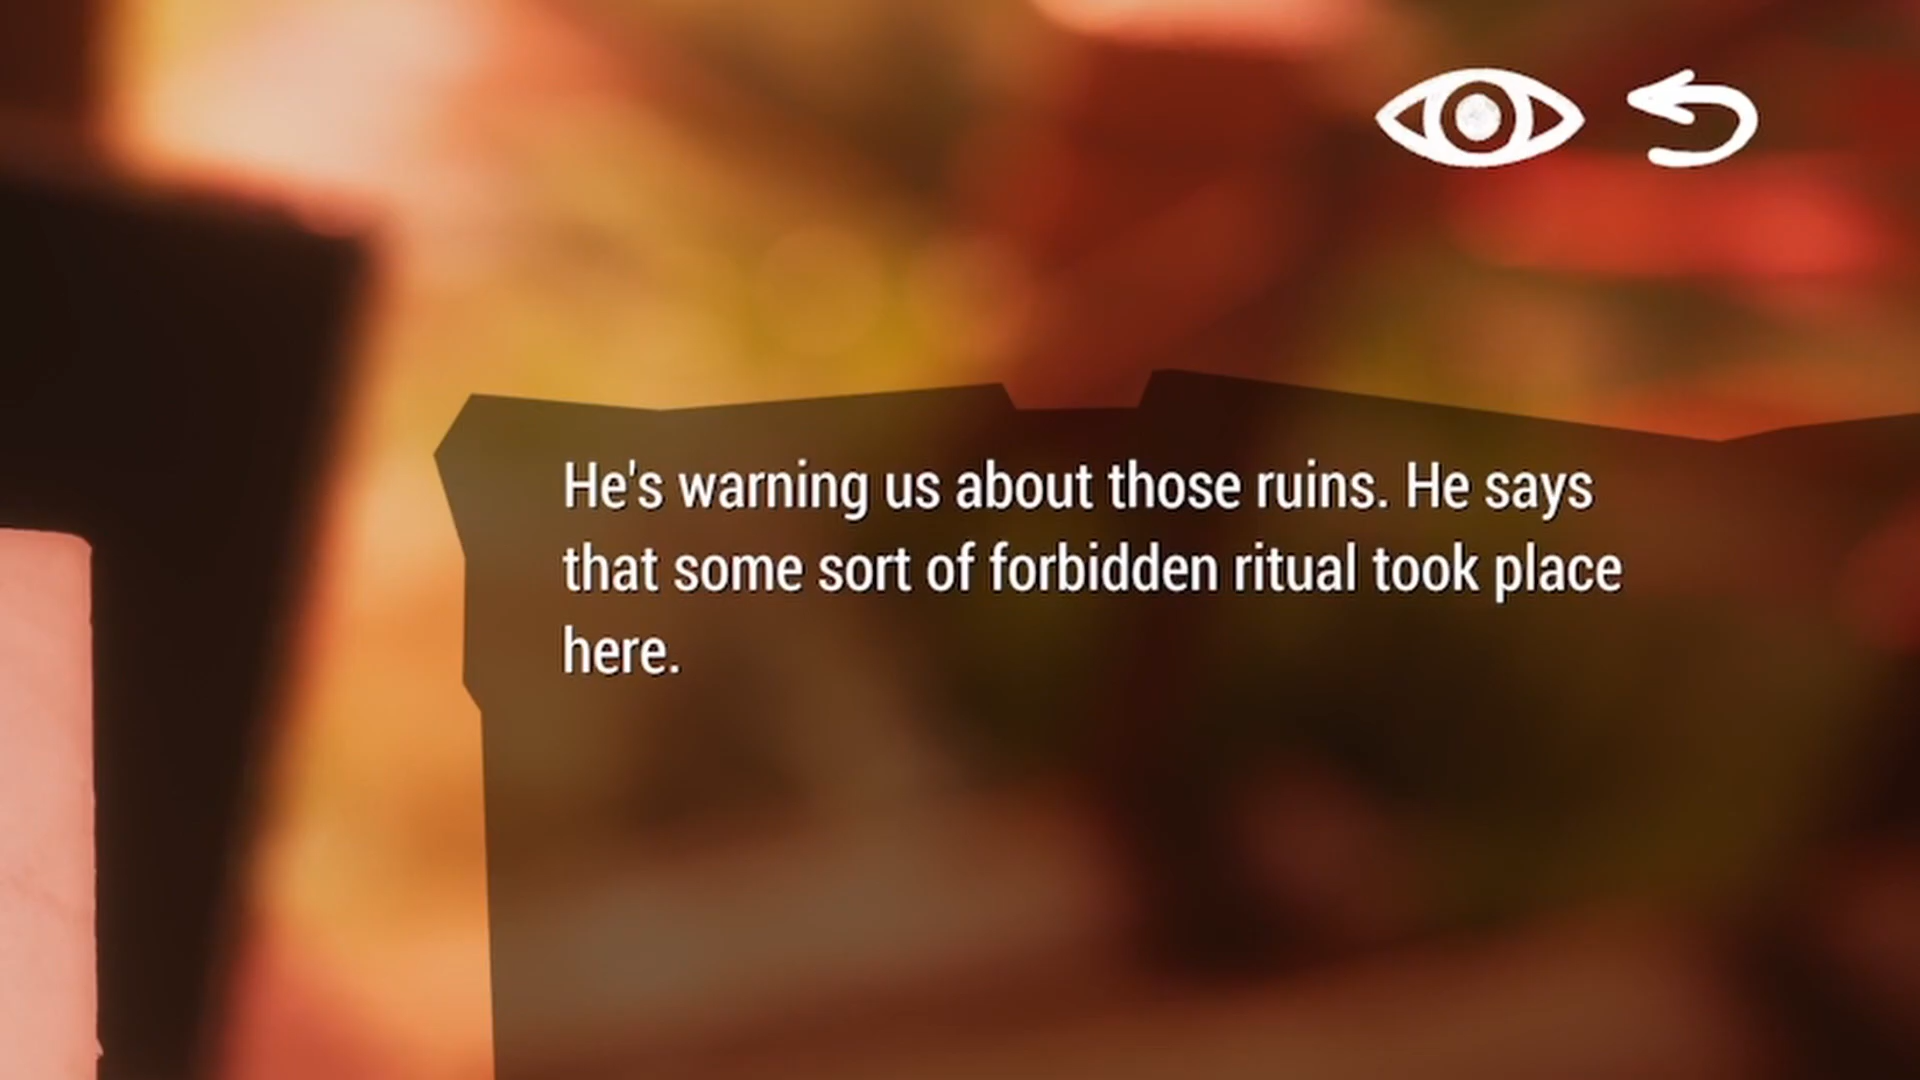 He's warning us about those ruins. He says
that some sort of forbidden ritual took place
here.